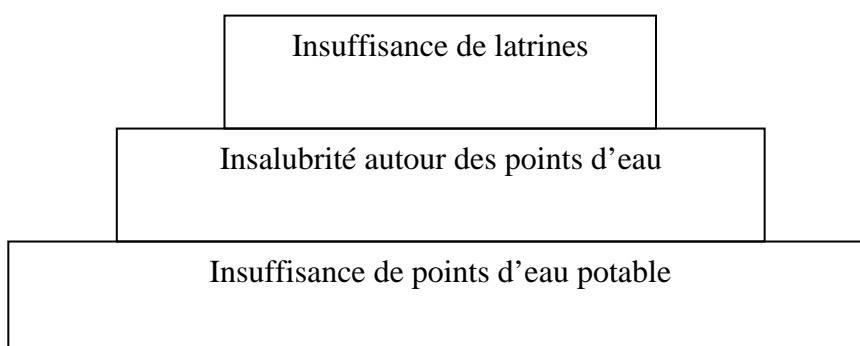 Insuffisance de latrines
Insalubrité autour des points d’eau
Insuffisance de points d’eau potable